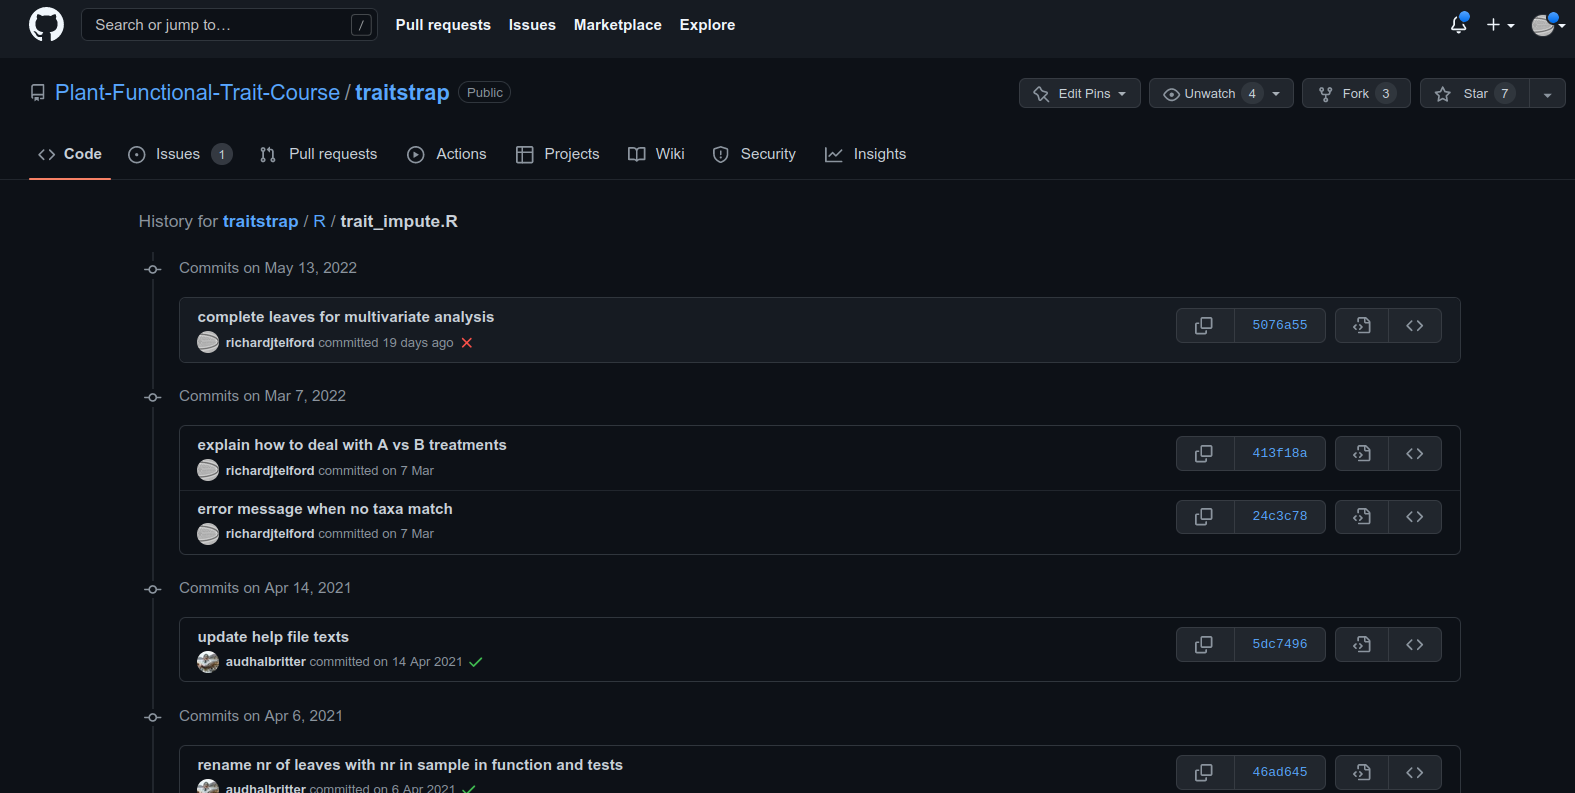 Search or jump to… /
Pull requests Issues Marketplace Explore
Plant-Functional-Trait-Course / traitstrap Public
Edit Pins Unwatch 4 Fork 3 Star 7
Code Issues 1 Pull requests Actions Projects Wiki Security Insights
History for traitstrap / R / trait_impute.R
Commits on May 13, 2022
complete leaves for multivariate analysis
richardjtelford committed 19 days ago
5076a55
Commits on Mar 7, 2022
explain how to deal with A vs B treatments
richardjtelford committed on 7 Mar
413f18a
error message when no taxa match
richardjtelford committed on 7 Mar
24c3c78
Commits on Apr 14, 2021
update help file texts
audhalbritter committed on 14 Apr 2021
5dc7496
Commits on Apr 6, 2021
rename nr of leaves with nr in sample in function and tests
audhalbritter committed on 6 Apr 2021
46ad645